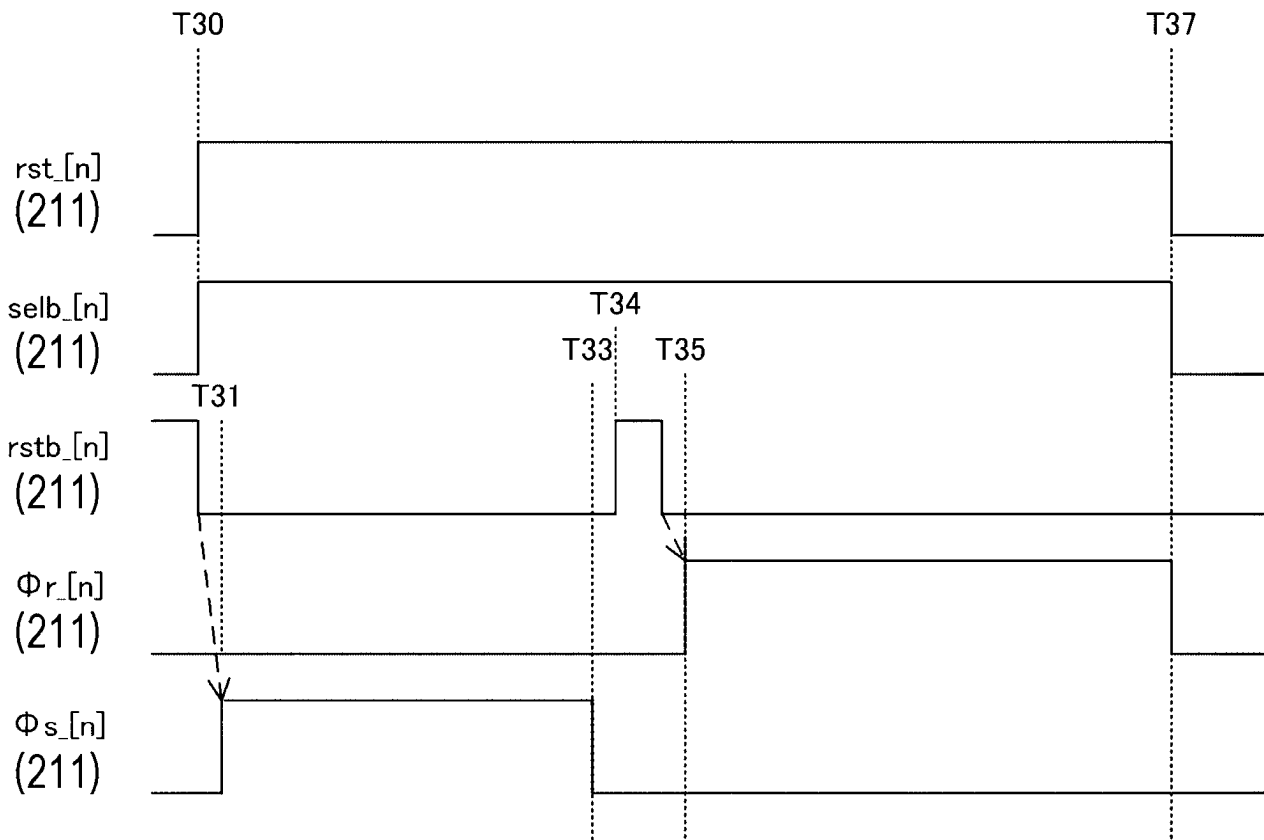 T30
T37
rst_[n]
(211)
selb_[n]
(211)
T34
T33
T35
T31
rstb_[n]
(211)
Φr_[n]
(211)
Φs_[n]
(211)